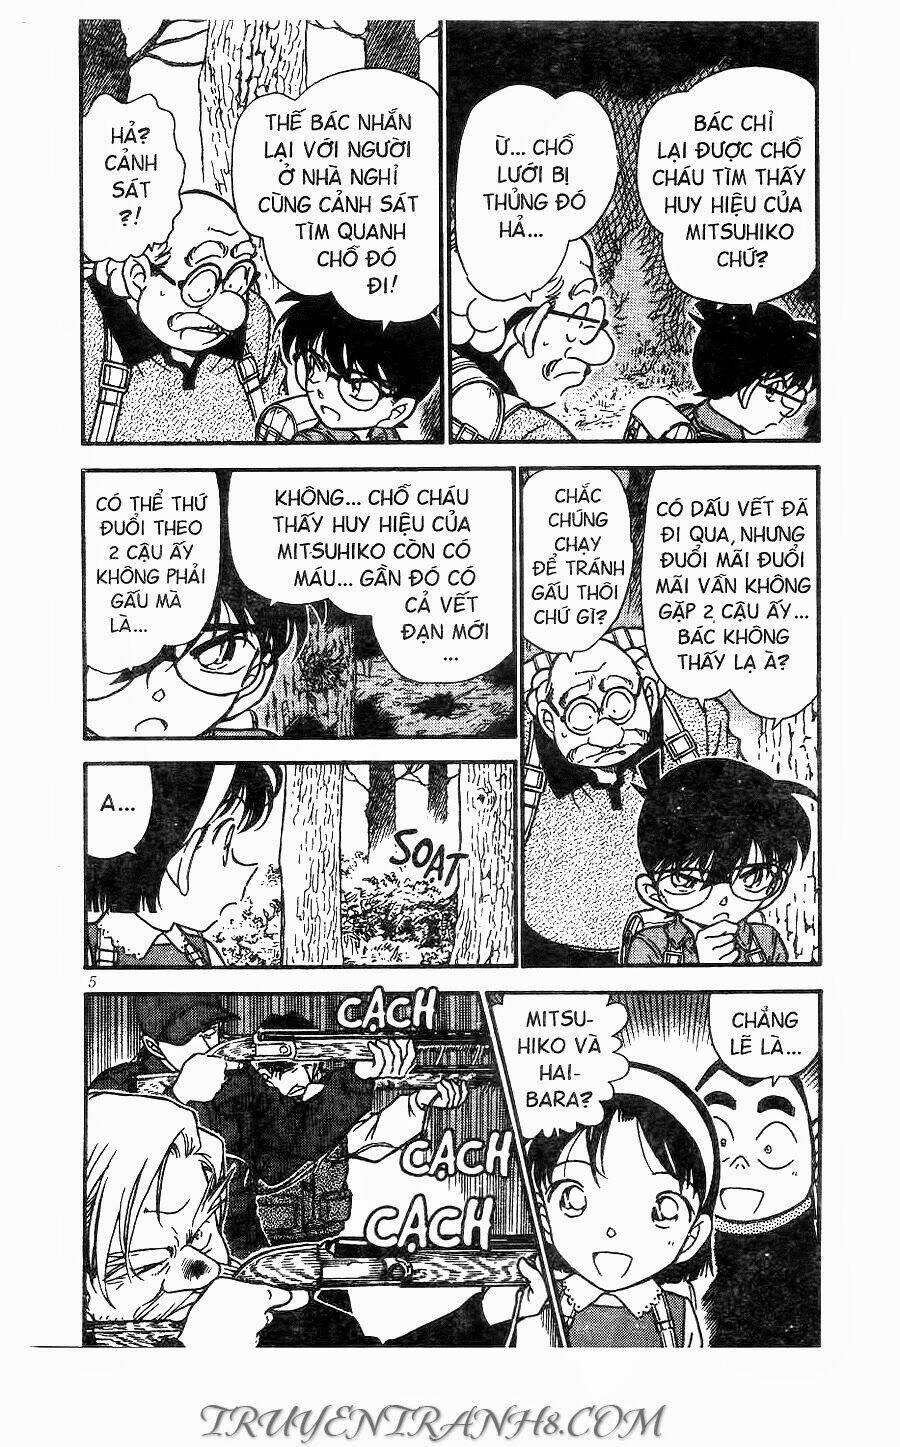 BÁC CHỈ
LẠI ĐƯỢC CHỖ
CHÁU TÌM THẤY
HUY HIỆU CỦA
MITSUHIKO
CHỨ?
Ừ... CHỖ
LƯỚI BỊ
THỦNG ĐÓ
HẢ...
THẾ BÁC NHẮN
LẠI VỚI NGƯỜI
Ở NHÀ NGHỈ
CÙNG CẢNH SÁT
TÌM QUANH
CHỖ ĐÓ
ĐI!
HẢ?
CẢNH
SÁT
?!
CÓ DẤU VẾT ĐÃ
ĐI QUA, NHƯNG
ĐUỔI MÃI ĐUỔI
MÃI VẪN KHÔNG
GẶP 2 CẬU ẤY...
BÁC KHÔNG
THẤY LẠ À?
CHẮC
CHÚNG
CHẠY
ĐỂ TRÁNH
GẤU THÔI
CHỨ GÌ?
KHÔNG... CHỖ CHÁU
THẤY HUY HIỆU CỦA
MITSUHIKO CÒN CÓ
MÁU... GẦN ĐÓ CÓ
CẢ VẾT
ĐẠN MỚI
...
CÓ THỂ THỨ
ĐUỔI THEO
2 CẬU ẤY
KHÔNG PHẢI
GẤU MÀ
LÀ...
SOẠT
A...
5
CHẲNG
LẼ LÀ...
MITSU-
HIKO VÀ
HAI-
BARA?
CẠCH
CẠCH
CẠCH
TRUYENTRANH8.COM